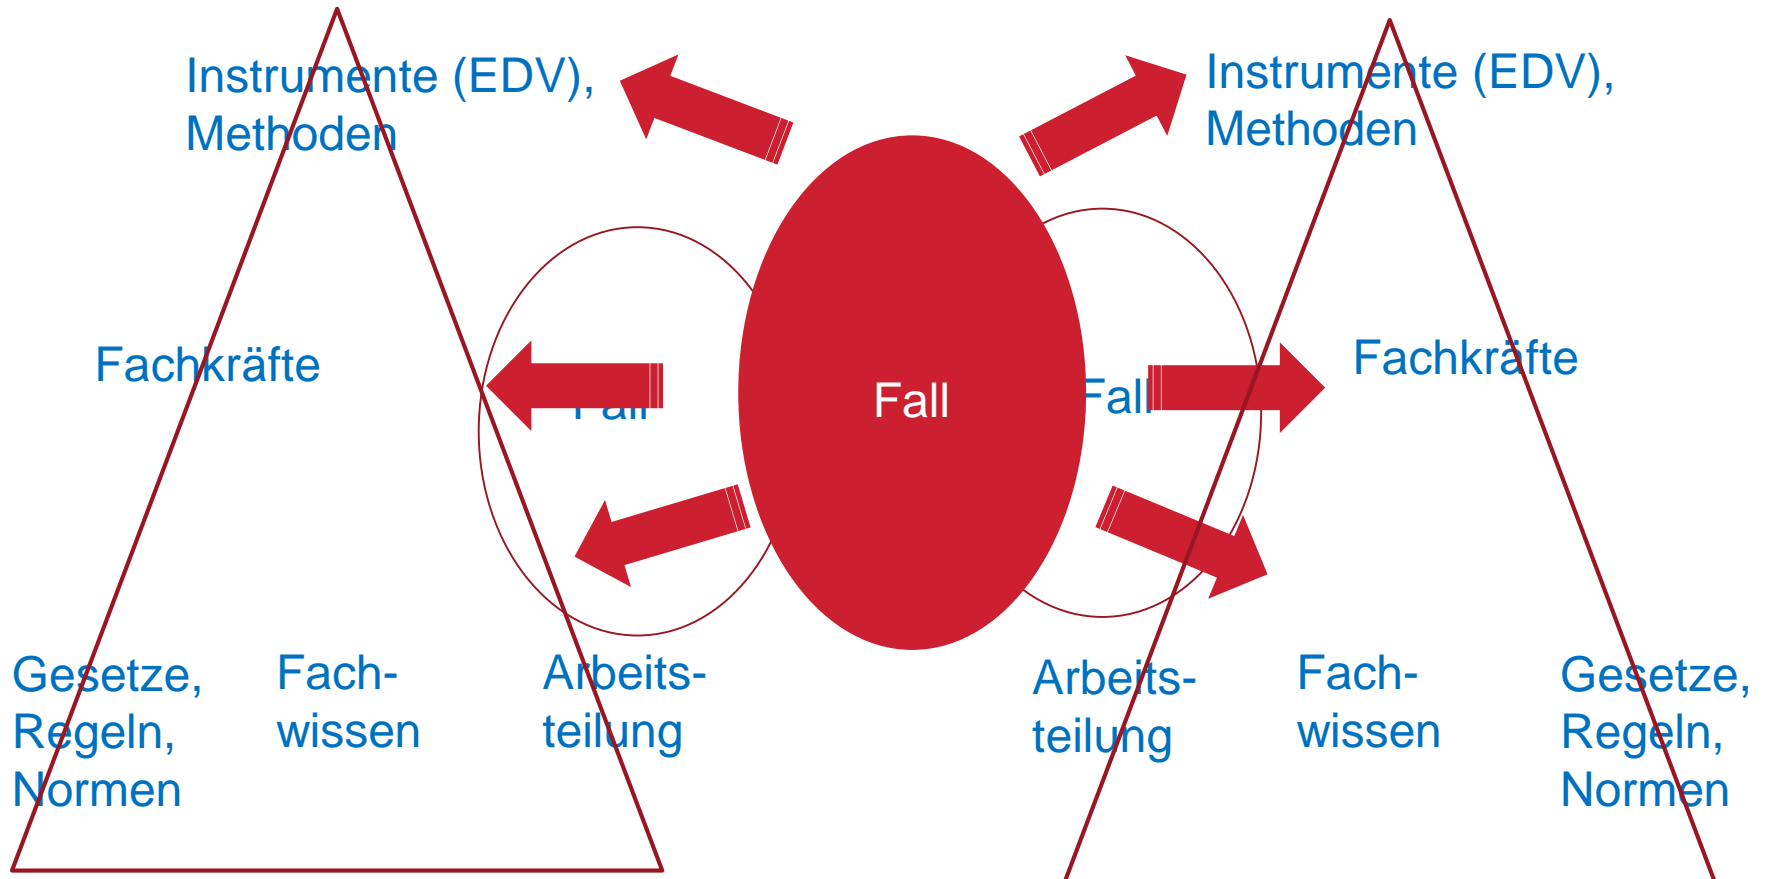 Instrumente (EDV),
Methoden
Instrumente (EDV),
Methoden
Fachkräfte
Fall
Fall
Fall
Fachkräfte
Gesetze,
Regeln,
Normen
Fach-
wissen
Arbeits-
teilung
Arbeits-
teilung
Fach-
wissen
Gesetze,
Regeln,
Normen